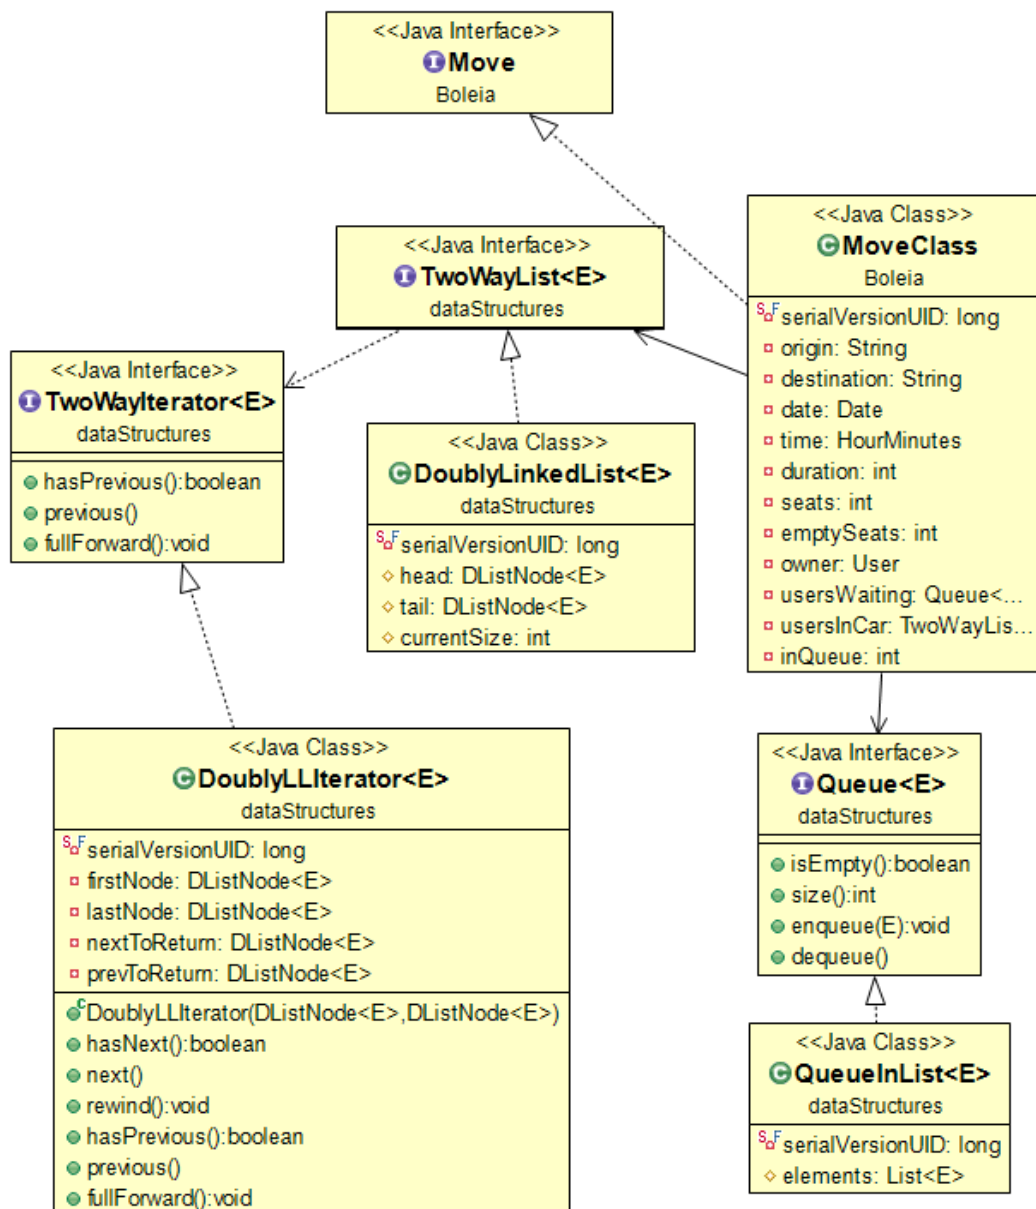 <<Java Interface>>
Move
Boleia
<<Java Interface>>
TwoWayList<E>
dataStructures
<<Java Class>>
MoveClass
Boleia
serialVersionUID: long
origin: String
destination: String
date: Date
time: HourMinutes
duration: int
seats: int
emptySeats: int
owner: User
usersWaiting: Queue<...
usersInCar: TwoWayLis...
inQueue: int
<<Java Interface>>
TwoWayIterator<E>
dataStructures
hasPrevious():boolean
previous()
fullForward():void
<<Java Class>>
DoublyLinkedList<E>
dataStructures
serialVersionUID: long
head: DListNode<E>
tail: DListNode<E>
currentSize: int
<<Java Class>>
DoublyLLIterator<E>
dataStructures
serialVersionUID: long
firstNode: DListNode<E>
lastNode: DListNode<E>
nextToReturn: DListNode<E>
prevToReturn: DListNode<E>
DoublyLLIterator(DListNode<E>,DListNode<E>)
hasNext():boolean
next()
rewind():void
hasPrevious():boolean
previous()
fullForward():void
<<Java Interface>>
Queue<E>
dataStructures
isEmpty():boolean
size():int
enqueue(E):void
dequeue()
<<Java Class>>
QueueInList<E>
dataStructures
serialVersionUID: long
elements: List<E>